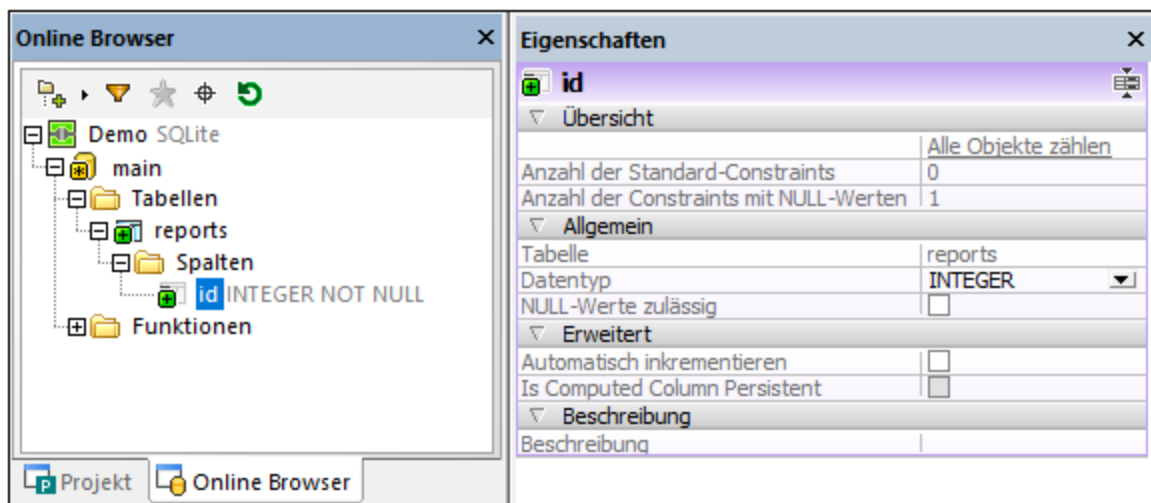 Online Browser
Demo SQLite
main
Tabellen
reports
Spalten
id INTEGER NOT NULL
Funktionen
Projekt
Online Browser
Eigenschaften
id
Übersicht
Alle Objekte zählen
Anzahl der Standard-Constraints 0
Anzahl der Constraints mit NULL-Werten 1
Allgemein
Tabelle reports
Datentyp INTEGER
NULL-Werte zulässig
Erweitert
Automatisch inkrementieren
Is Computed Column Persistent
Beschreibung
Beschreibung